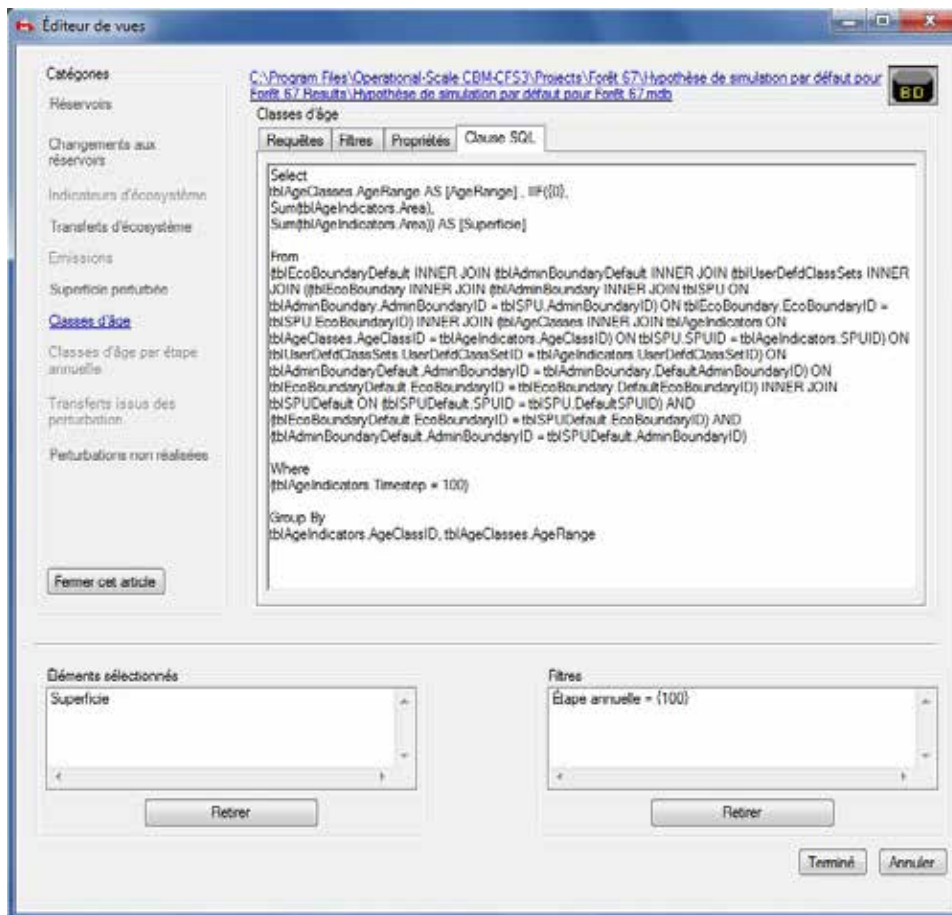 Éditeur de vues
Catégories
Réservoirs
Changements aux
réservoirs
Indicateurs d'écosystème
Transferts d'écosystème
Émissions
Superficie perturbée
Classes d'âge
Classes d'âge par étape
annuelle
Transferts issus des
perturbation
Perturbations non réalisées
Fermer cet article
C:\Program Files\Operational-Scale CBM-CFS3\Projects\Forêt 67\Hypothèse de simulation par défaut pour
Forêt 67 Results\Hypothèse de simulation par défaut pour Forêt 67.mdb
BD
Classes d'âge
Requêtes Filtres Propriétés Clause SQL
Select
tblAgeClasses.AgeRange AS [AgeRange] , IIF({0},
Sum(tblAgeIndicators.Area),
Sum(tblAgeIndicators.Area)) AS [Superficie]
From
(tblEcoBoundaryDefault INNER JOIN (tblAdminBoundaryDefault INNER JOIN (tblUserDefdClassSets INNER
JOIN ((tblEcoBoundary INNER JOIN (tblAdminBoundary INNER JOIN tblSPU ON
tblAdminBoundary.AdminBoundaryID = tblSPU.AdminBoundaryID) ON tblEcoBoundary.EcoBoundaryID =
tblSPU.EcoBoundaryID) INNER JOIN (tblAgeClasses INNER JOIN tblAgeIndicators ON
tblAgeClasses.AgeClassID = tblAgeIndicators.AgeClassID) ON tblSPU.SPUID = tblAgeIndicators.SPUID) ON
tblUserDefdClassSets.UserDefdClassSetID = tblAgeIndicators.UserDefdClassSetID) ON
tblAdminBoundaryDefault.AdminBoundaryID = tblAdminBoundary.DefaultAdminBoundaryID) ON
tblEcoBoundaryDefault.EcoBoundaryID = tblEcoBoundary.DefaultEcoBoundaryID) INNER JOIN
tblSPUDefault ON (tblSPUDefault.SPUID = tblSPU.DefaultSPUID) AND
(tblEcoBoundaryDefault.EcoBoundaryID = tblSPUDefault.EcoBoundaryID) AND
(tblAdminBoundaryDefault.AdminBoundaryID = tblSPUDefault.AdminBoundaryID)
Where
(tblAgeIndicators.Timestep = 100)
Group By
tblAgeIndicators.AgeClassID, tblAgeClasses.AgeRange
Éléments sélectionnés
Superficie
Retirer
Filtres
Étape annuelle = {100}
Retirer
Terminé Annuler